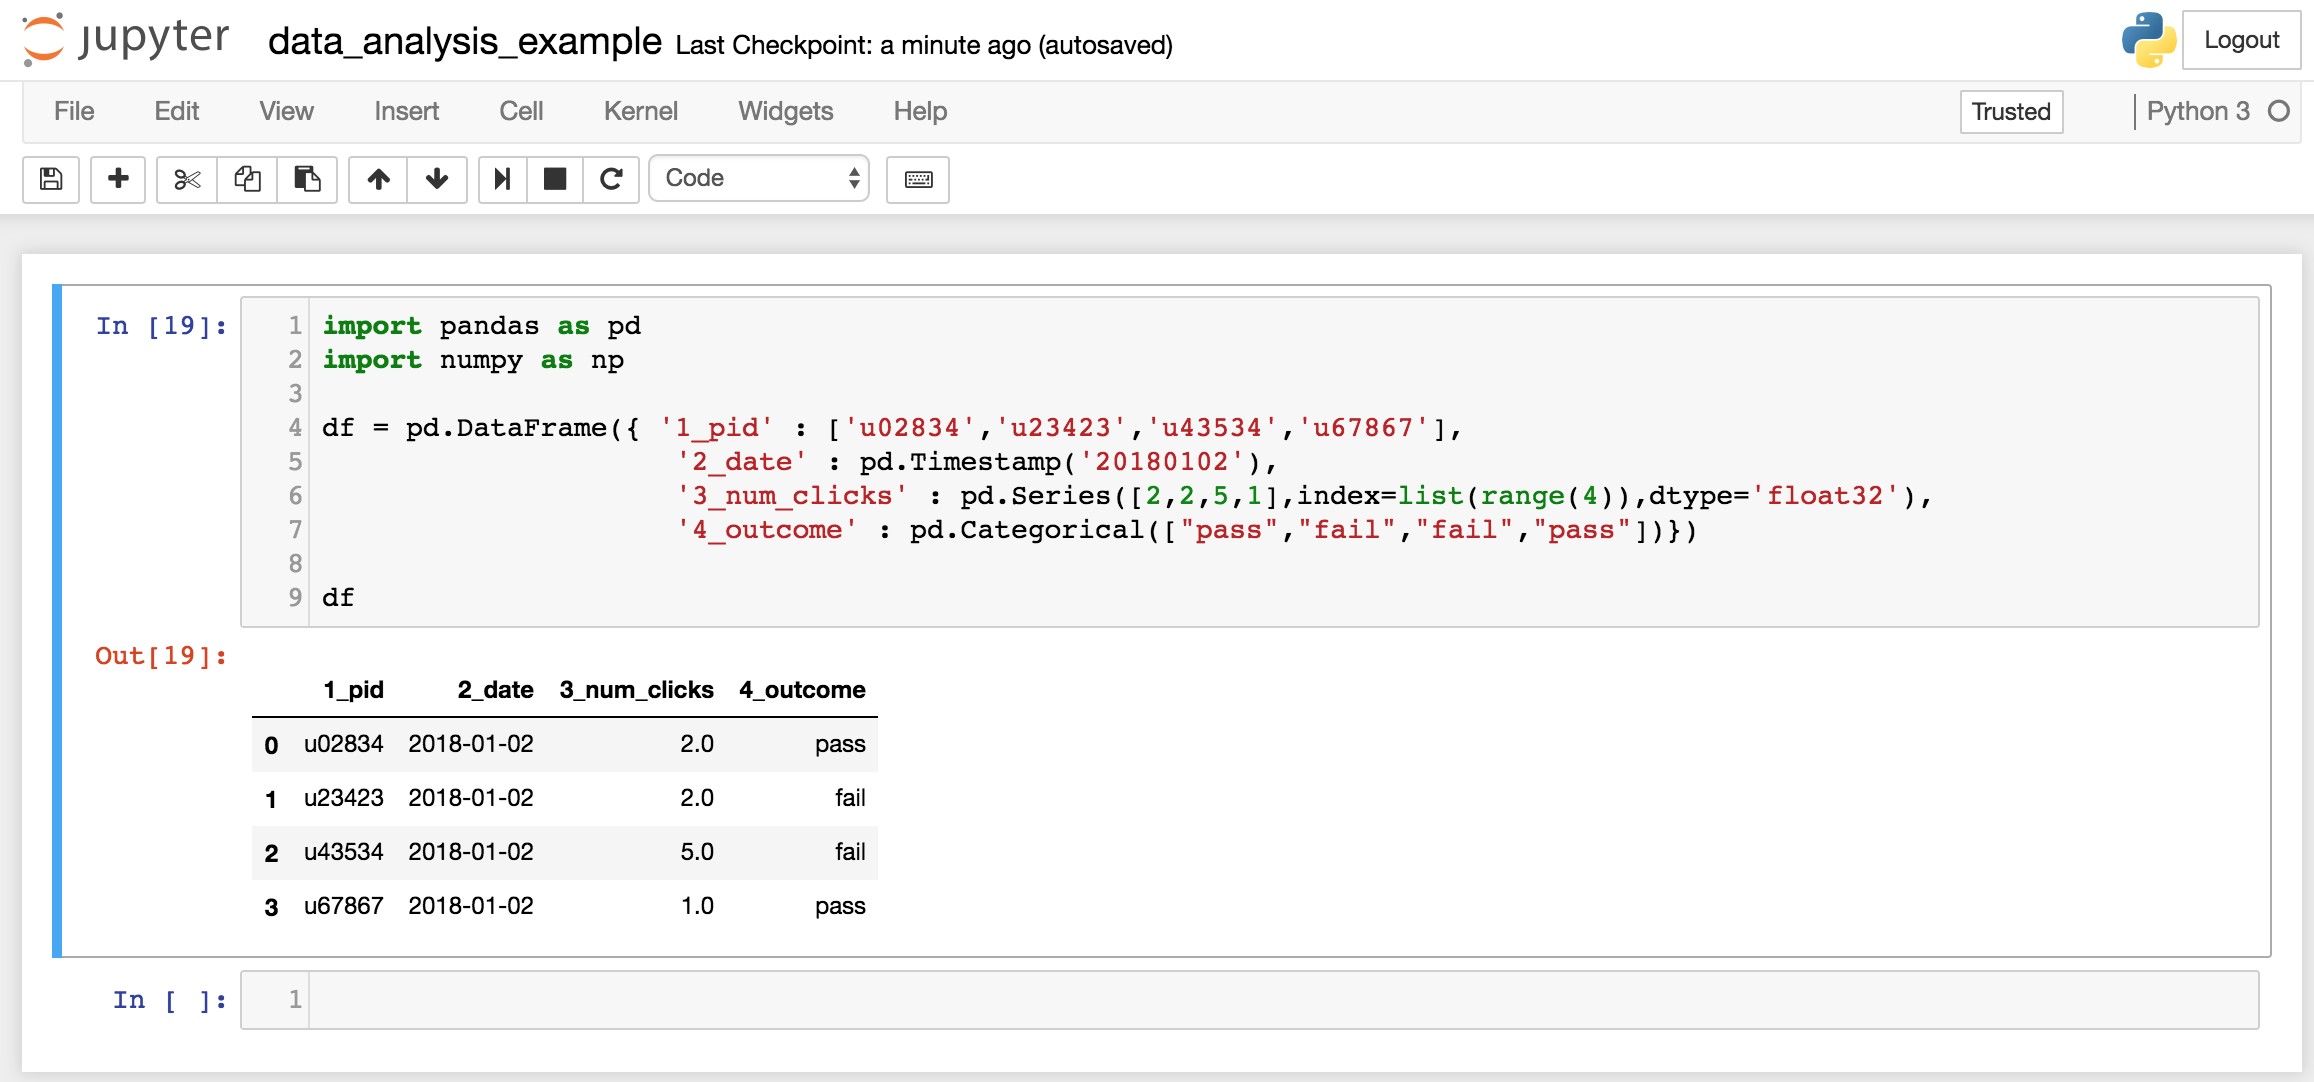 jupyter data_analysis_example Last Checkpoint: a minute ago (autosaved) Logout
File Edit View Insert Cell Kernel Widgets Help Trusted Python 3
Code
In [19]:
1 import pandas as pd
2 import numpy as np
3
4 df = pd.DataFrame({ '1_pid' : ['u02834','u23423','u43534','u67867'],
5 '2_date' : pd.Timestamp('20180102'),
6 '3_num_clicks' : pd.Series([2,2,5,1],index=list(range(4)),dtype='float32'),
7 '4_outcome' : pd.Categorical(["pass","fail","fail","pass"])})
8
9 df
Out[19]:
1_pid 2_date 3_num_clicks 4_outcome
0 u02834 2018-01-02 2.0 pass
1 u23423 2018-01-02 2.0 fail
2 u43534 2018-01-02 5.0 fail
3 u67867 2018-01-02 1.0 pass
In [ ]: 1